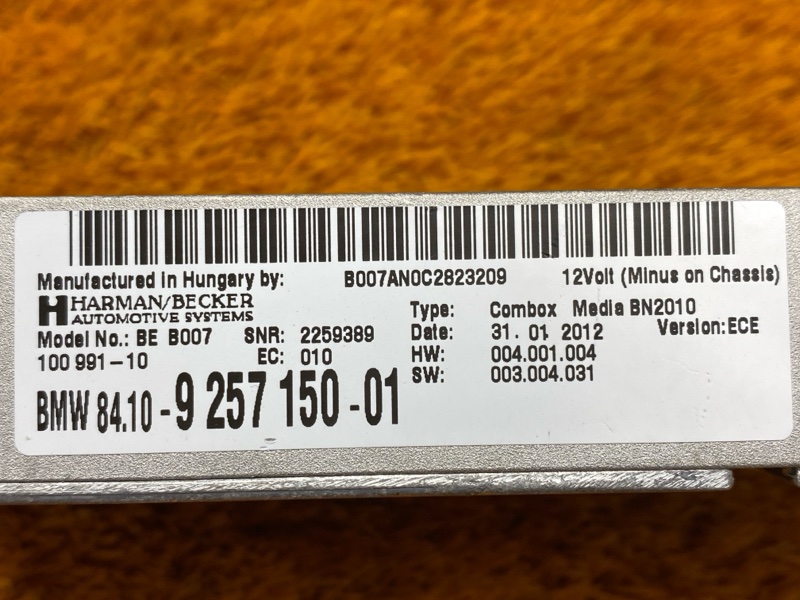 Manufactured in Hungary by: B007AN0C2823209 12Volt (Minus on Chassis)
HARMAN/BECKER
AUTOMOTIVE SYSTEMS
Type: Combox Media BN2010
Model No.: BE B007 SNR: 2259389
Date: 31. 01 2012 Version:ECE
100 991-10 EC: 010
HW: 004.001.004
SW: 003.004.031
BMW 84.10-9 257 150-01